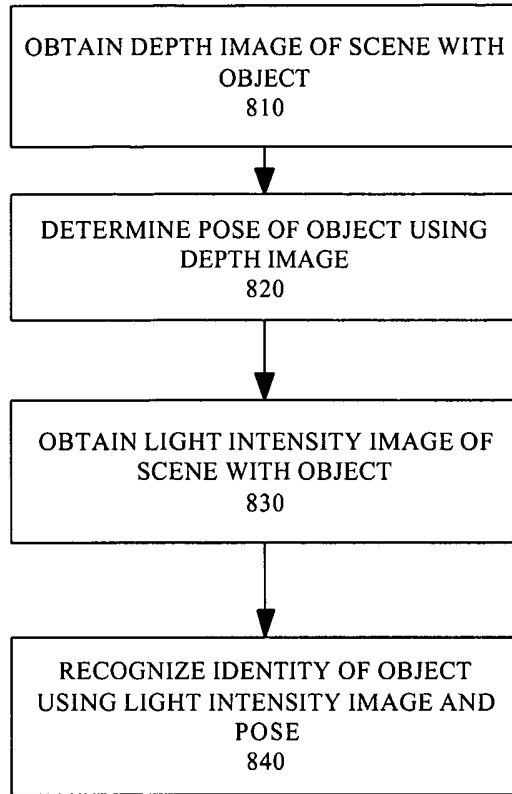 OBTAIN DEPTH IMAGE OF SCENE WITH
OBJECT
810
DETERMINE POSE OF OBJECT USING
DEPTH IMAGE
820
OBTAIN LIGHT INTENSITY IMAGE OF
SCENE WITH OBJECT
830
RECOGNIZE IDENTITY OF OBJECT
USING LIGHT INTENSITY IMAGE AND
POSE
840